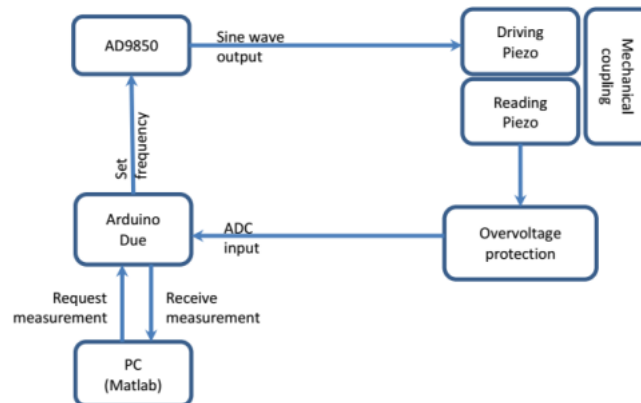 AD9850
Sine wave
output
Driving
Piezo
Mechanical
coupling
Reading
Piezo
Set
frequency
Arduino
Due
ADC
input
Overvoltage
protection
Request
measurement
Receive
measurement
PC
(Matlab)